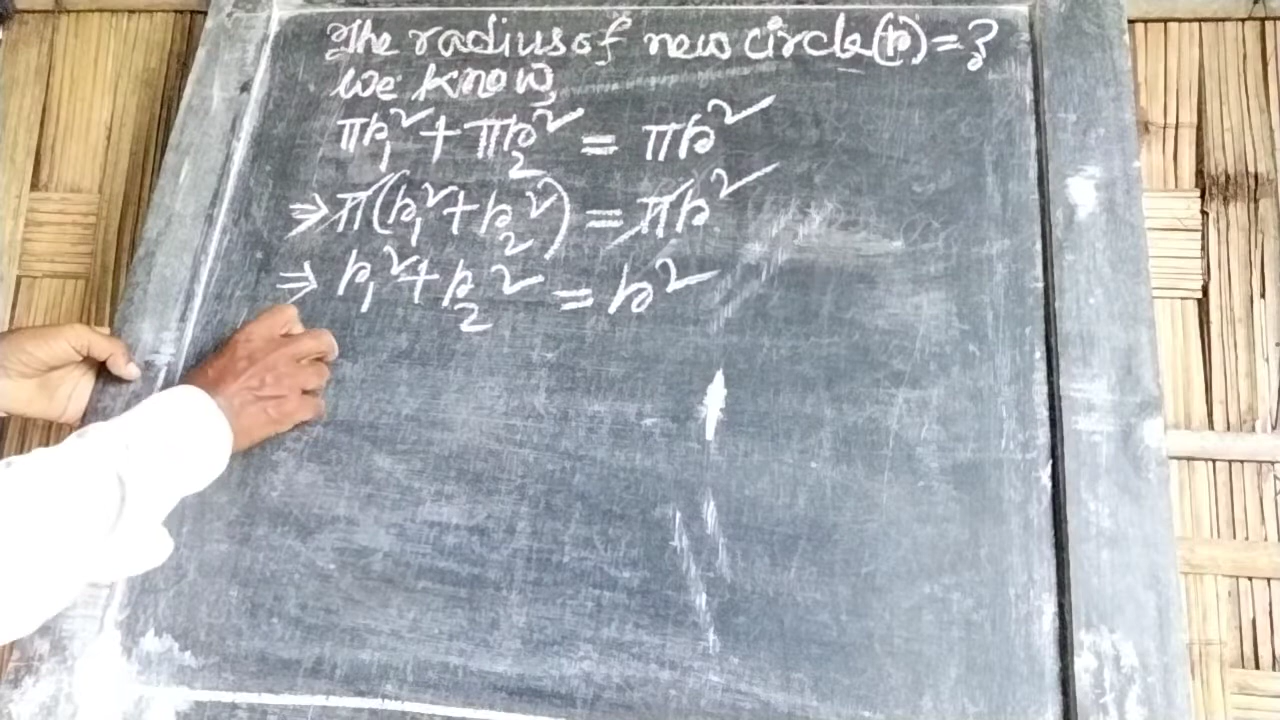 The radius of new circle(r) = ?
we know,
πr₁² + πr₂² = πr²
⇒ π(r₁² + r₂²) = πr²
⇒ r₁² + r₂² = r²